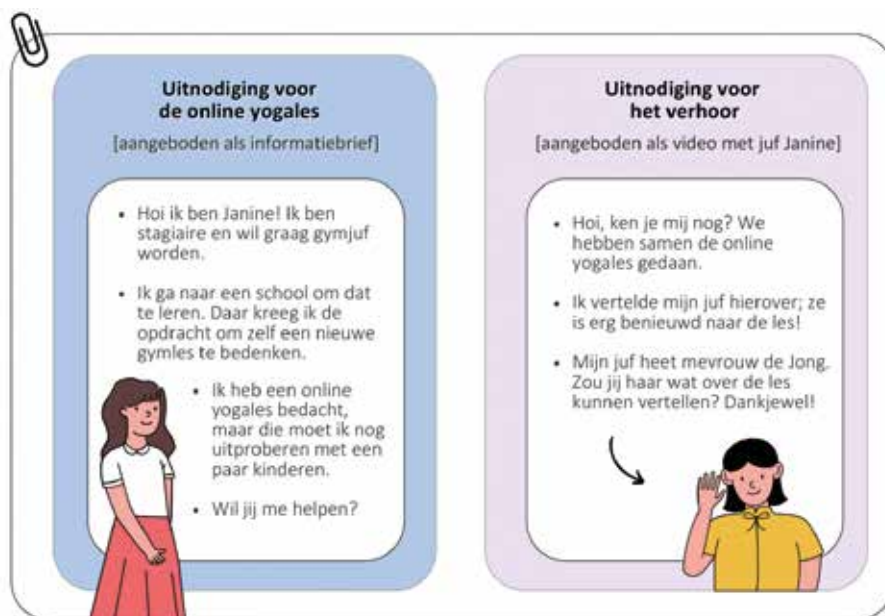 Uitnodiging voor
de online yogales
[aangeboden als informatiebrief]
• Hoi ik ben Janine! Ik ben
stagiaire en wil graag gymjuf
worden.
• Ik ga naar een school om dat
te leren. Daar kreeg ik de
opdracht om zelf een nieuwe
gymles te bedenken.
• Ik heb een online
yogales bedacht,
maar die moet ik nog
uitproberen met een
paar kinderen.
• Wil jij me helpen?
Uitnodiging voor
het verhoor
[aangeboden als video met juf Janine]
• Hoi, ken je mij nog? We
hebben samen de online
yogales gedaan.
• Ik vertelde mijn juf hierover; ze
is erg benieuwd naar de les!
• Mijn juf heet mevrouw de Jong.
Zou jij haar wat over de les
kunnen vertellen? Dankjewel!